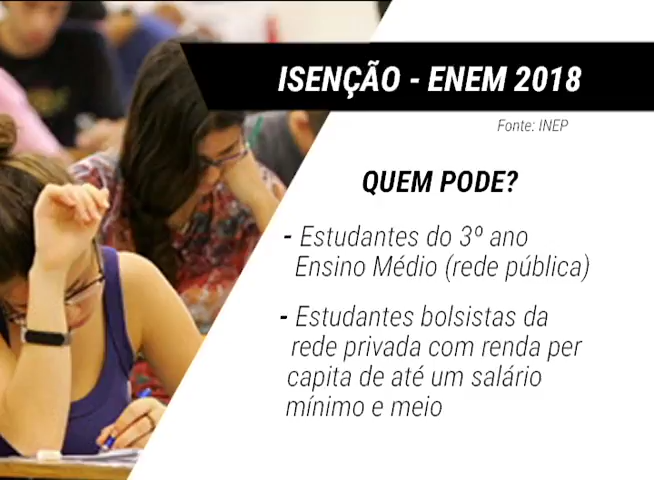 ISENÇÃO - ENEM 2018
Fonte: INEP
QUEM PODE?
- Estudantes do 3º ano
Ensino Médio (rede pública)
- Estudantes bolsistas da
rede privada com renda per
capita de até um salário
mínimo e meio